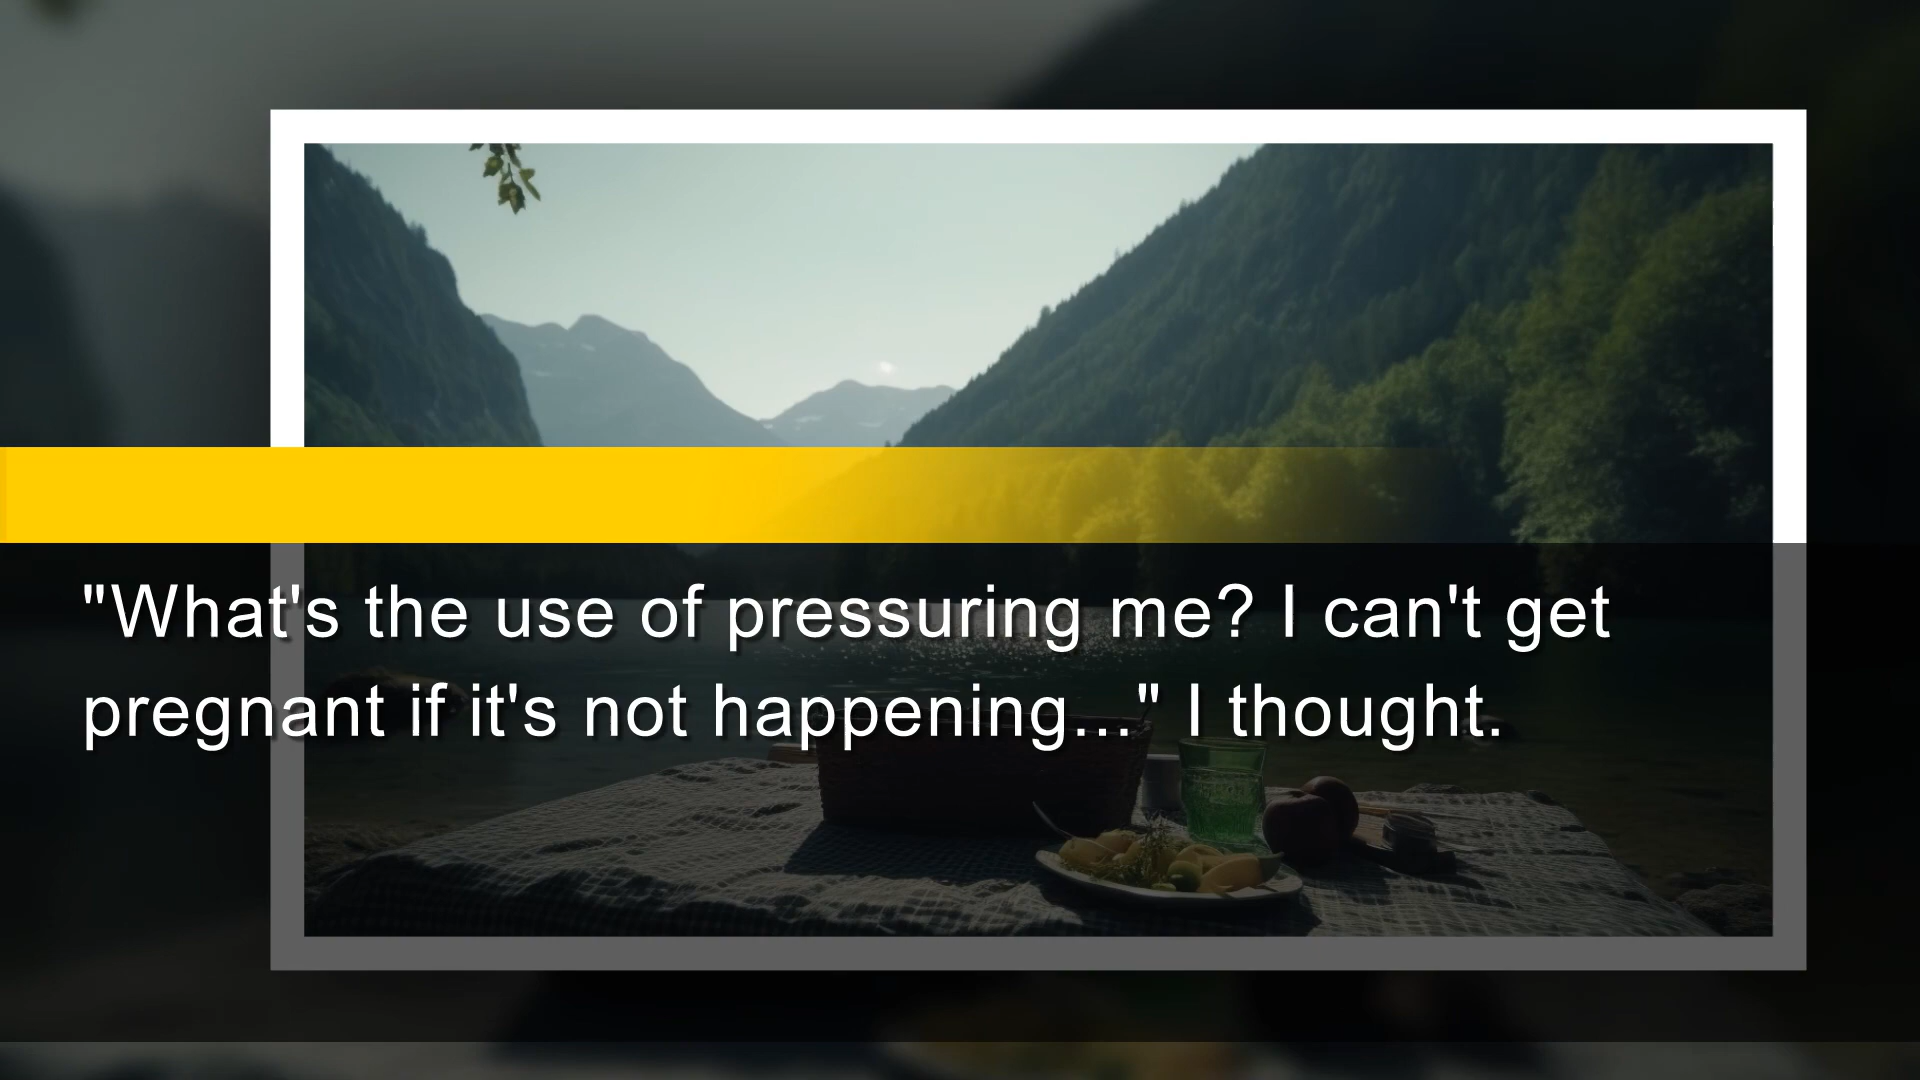 "What's the use of pressuring me? I can't get
pregnant if it's not happening..." I thought.